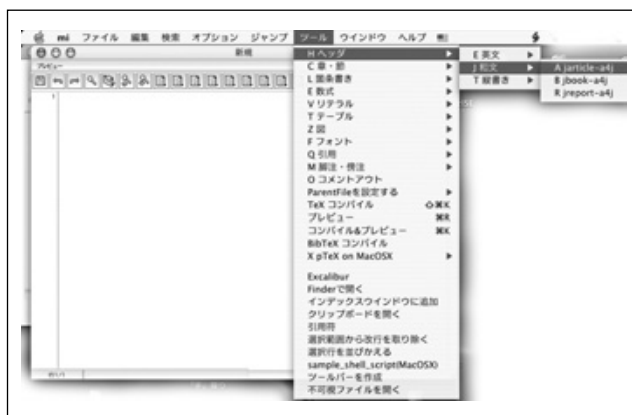 mi ファイル 編集 検索 オプション ジャンプ ツール ウインドウ ヘルプ
新規
プレビュー
1
H ヘッダ
C 章・節
L 箇条書き
E 数式
V リテラル
T テーブル
Z 図
F フォント
Q 引用
M 脚注・傍注
O コメントアウト
ParentFileを設定する
TeX コンパイル ⇧⌘K
プレビュー ⌘R
コンパイル&プレビュー ⌘K
BibTeX コンパイル
X pTeX on MacOSX
Excalibur
Finderで開く
インデックスウインドウに追加
クリップボードを開く
引用符
選択範囲から改行を取り除く
選択行を並びかえる
sample_shell_script(MacOSX)
ツールバーを作成
不可視ファイルを開く
E 英文
J 和文
T 縦書き
A jarticle-a4j
B jbook-a4j
R jreport-a4j